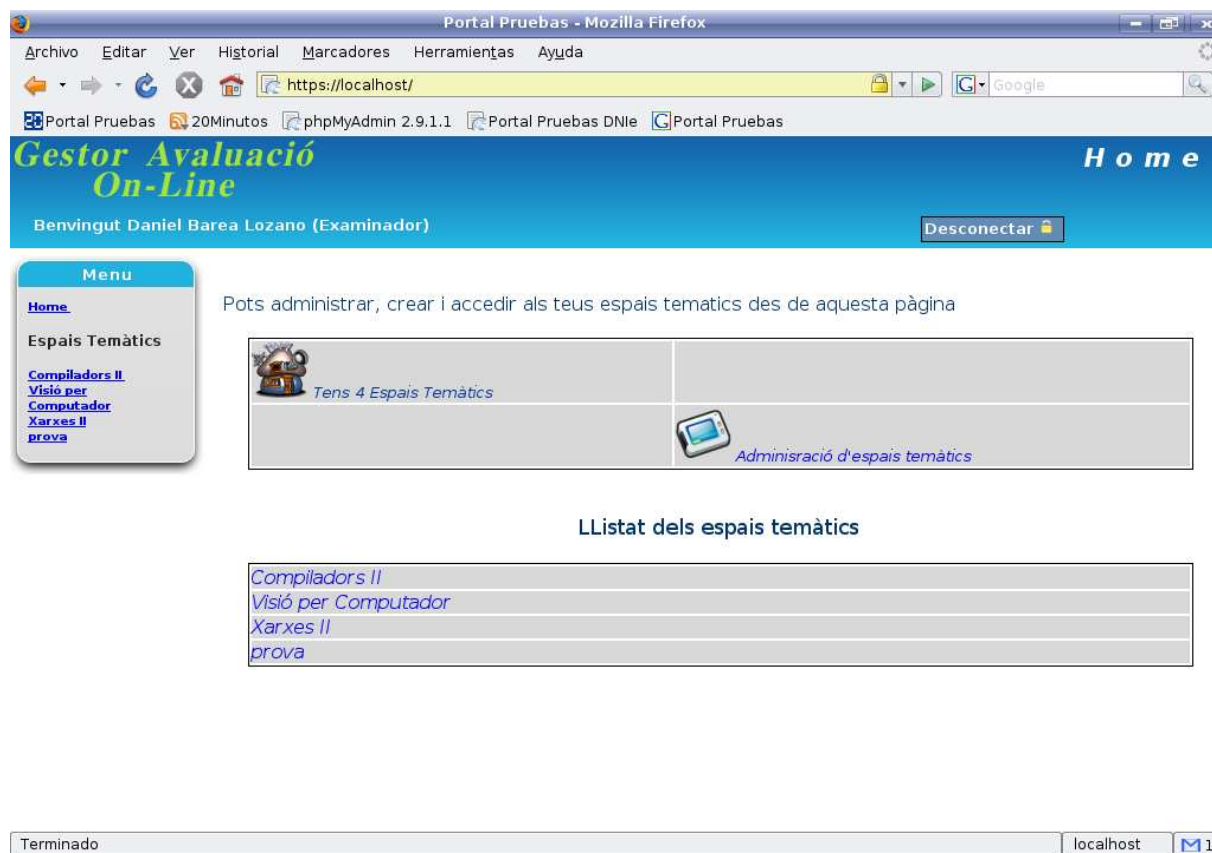 Portal Pruebas - Mozilla Firefox
Archivo Editar Ver Historial Marcadores Herramientas Ayuda
https://localhost/ G Google
20 Portal Pruebas 20Minutos phpMyAdmin 2.9.1.1 Portal Pruebas DNIe G Portal Pruebas
Gestor Avaluació
On-Line
Home
Benvingut Daniel Barea Lozano (Examinador)
Desconectar
Menu
Home
Espais Temàtics
Compiladors II
Visió per
Computador
Xarxes II
prova
Pots administrar, crear i accedir als teus espais tematics des de aquesta pàgina
Tens 4 Espais Temàtics
Adminisració d'espais temàtics
LListat dels espais temàtics
Compiladors II
Visió per Computador
Xarxes II
prova
Terminado localhost 1